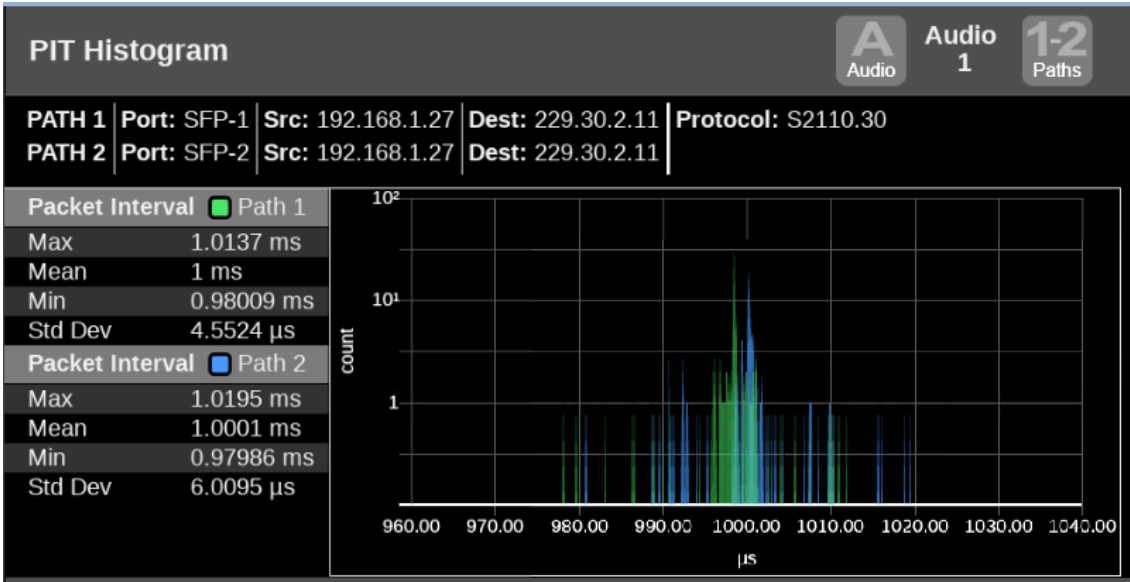 PIT Histogram
A
Audio
Audio
1
1-2
Paths
PATH 1 Port: SFP-1 Src: 192.168.1.27 Dest: 229.30.2.11 Protocol: S2110.30
PATH 2 Port: SFP-2 Src: 192.168.1.27 Dest: 229.30.2.11
Packet Interval Path 1
Max 1.0137 ms
Mean 1 ms
Min 0.98009 ms
Std Dev 4.5524 µs
Packet Interval Path 2
Max 1.0195 ms
Mean 1.0001 ms
Min 0.97986 ms
Std Dev 6.0095 µs
10²
10¹
1
count
960.00 970.00 980.00 990.00 1000.00 1010.00 1020.00 1030.00 1040.00
µs